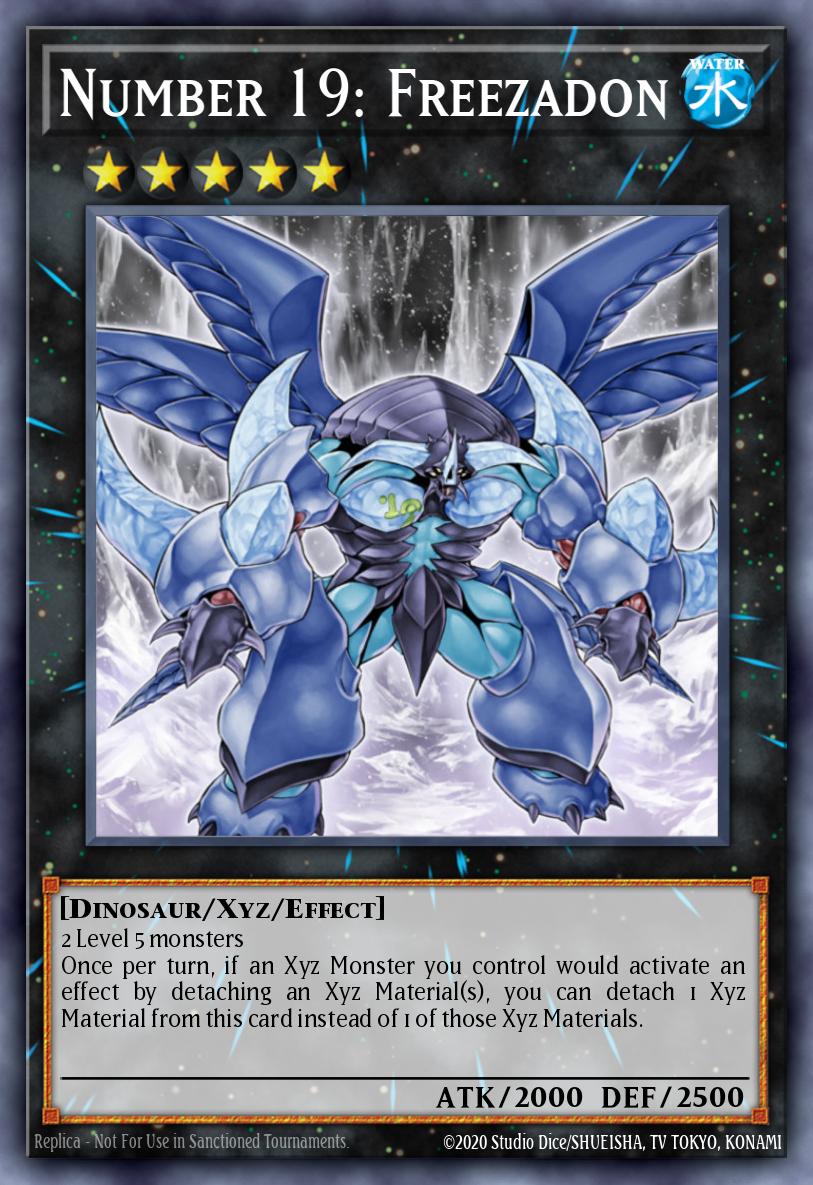 Number 19: Freezadon
WATER
水
19
[Dinosaur/Xyz/Effect]
2 Level 5 monsters
Once per turn, if an Xyz Monster you control would activate an
effect by detaching an Xyz Material(s), you can detach 1 Xyz
Material from this card instead of 1 of those Xyz Materials.
ATK/2000 DEF/2500
Replica - Not For Use in Sanctioned Tournaments.
©2020 Studio Dice/SHUEISHA, TV TOKYO, KONAMI